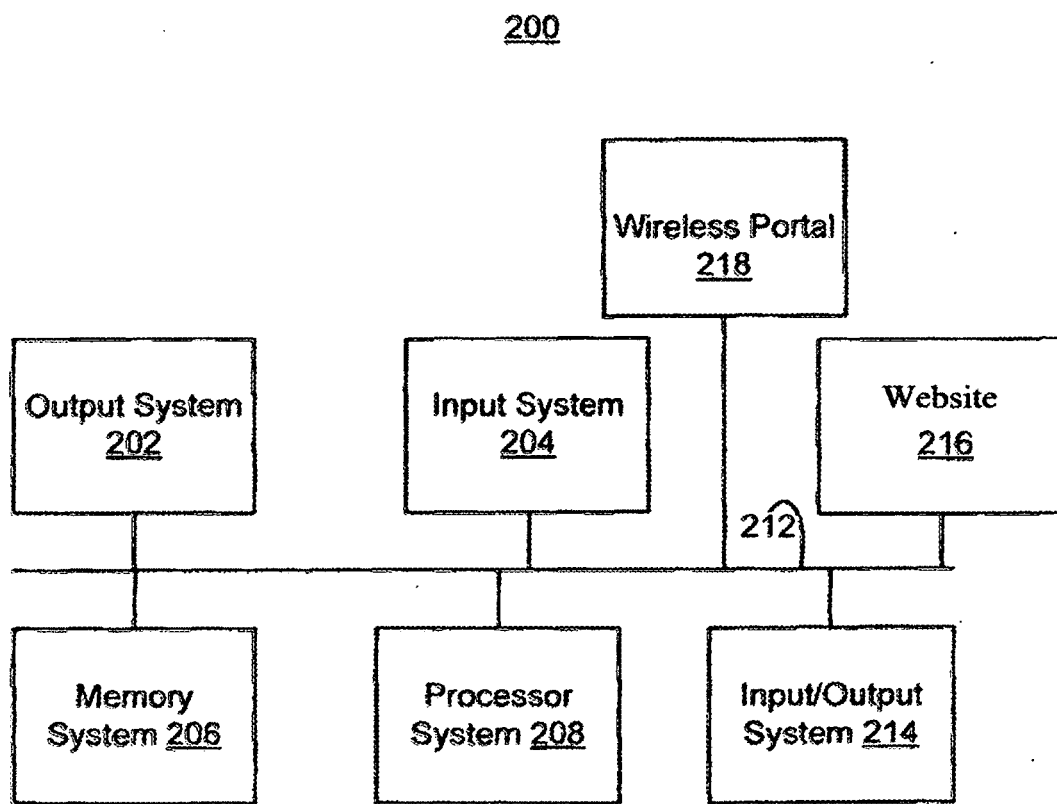 200
Wireless Portal
218
Output System
202
Input System
204
Website
216
212
Memory
System 206
Processor
System 208
Input/Output
System 214